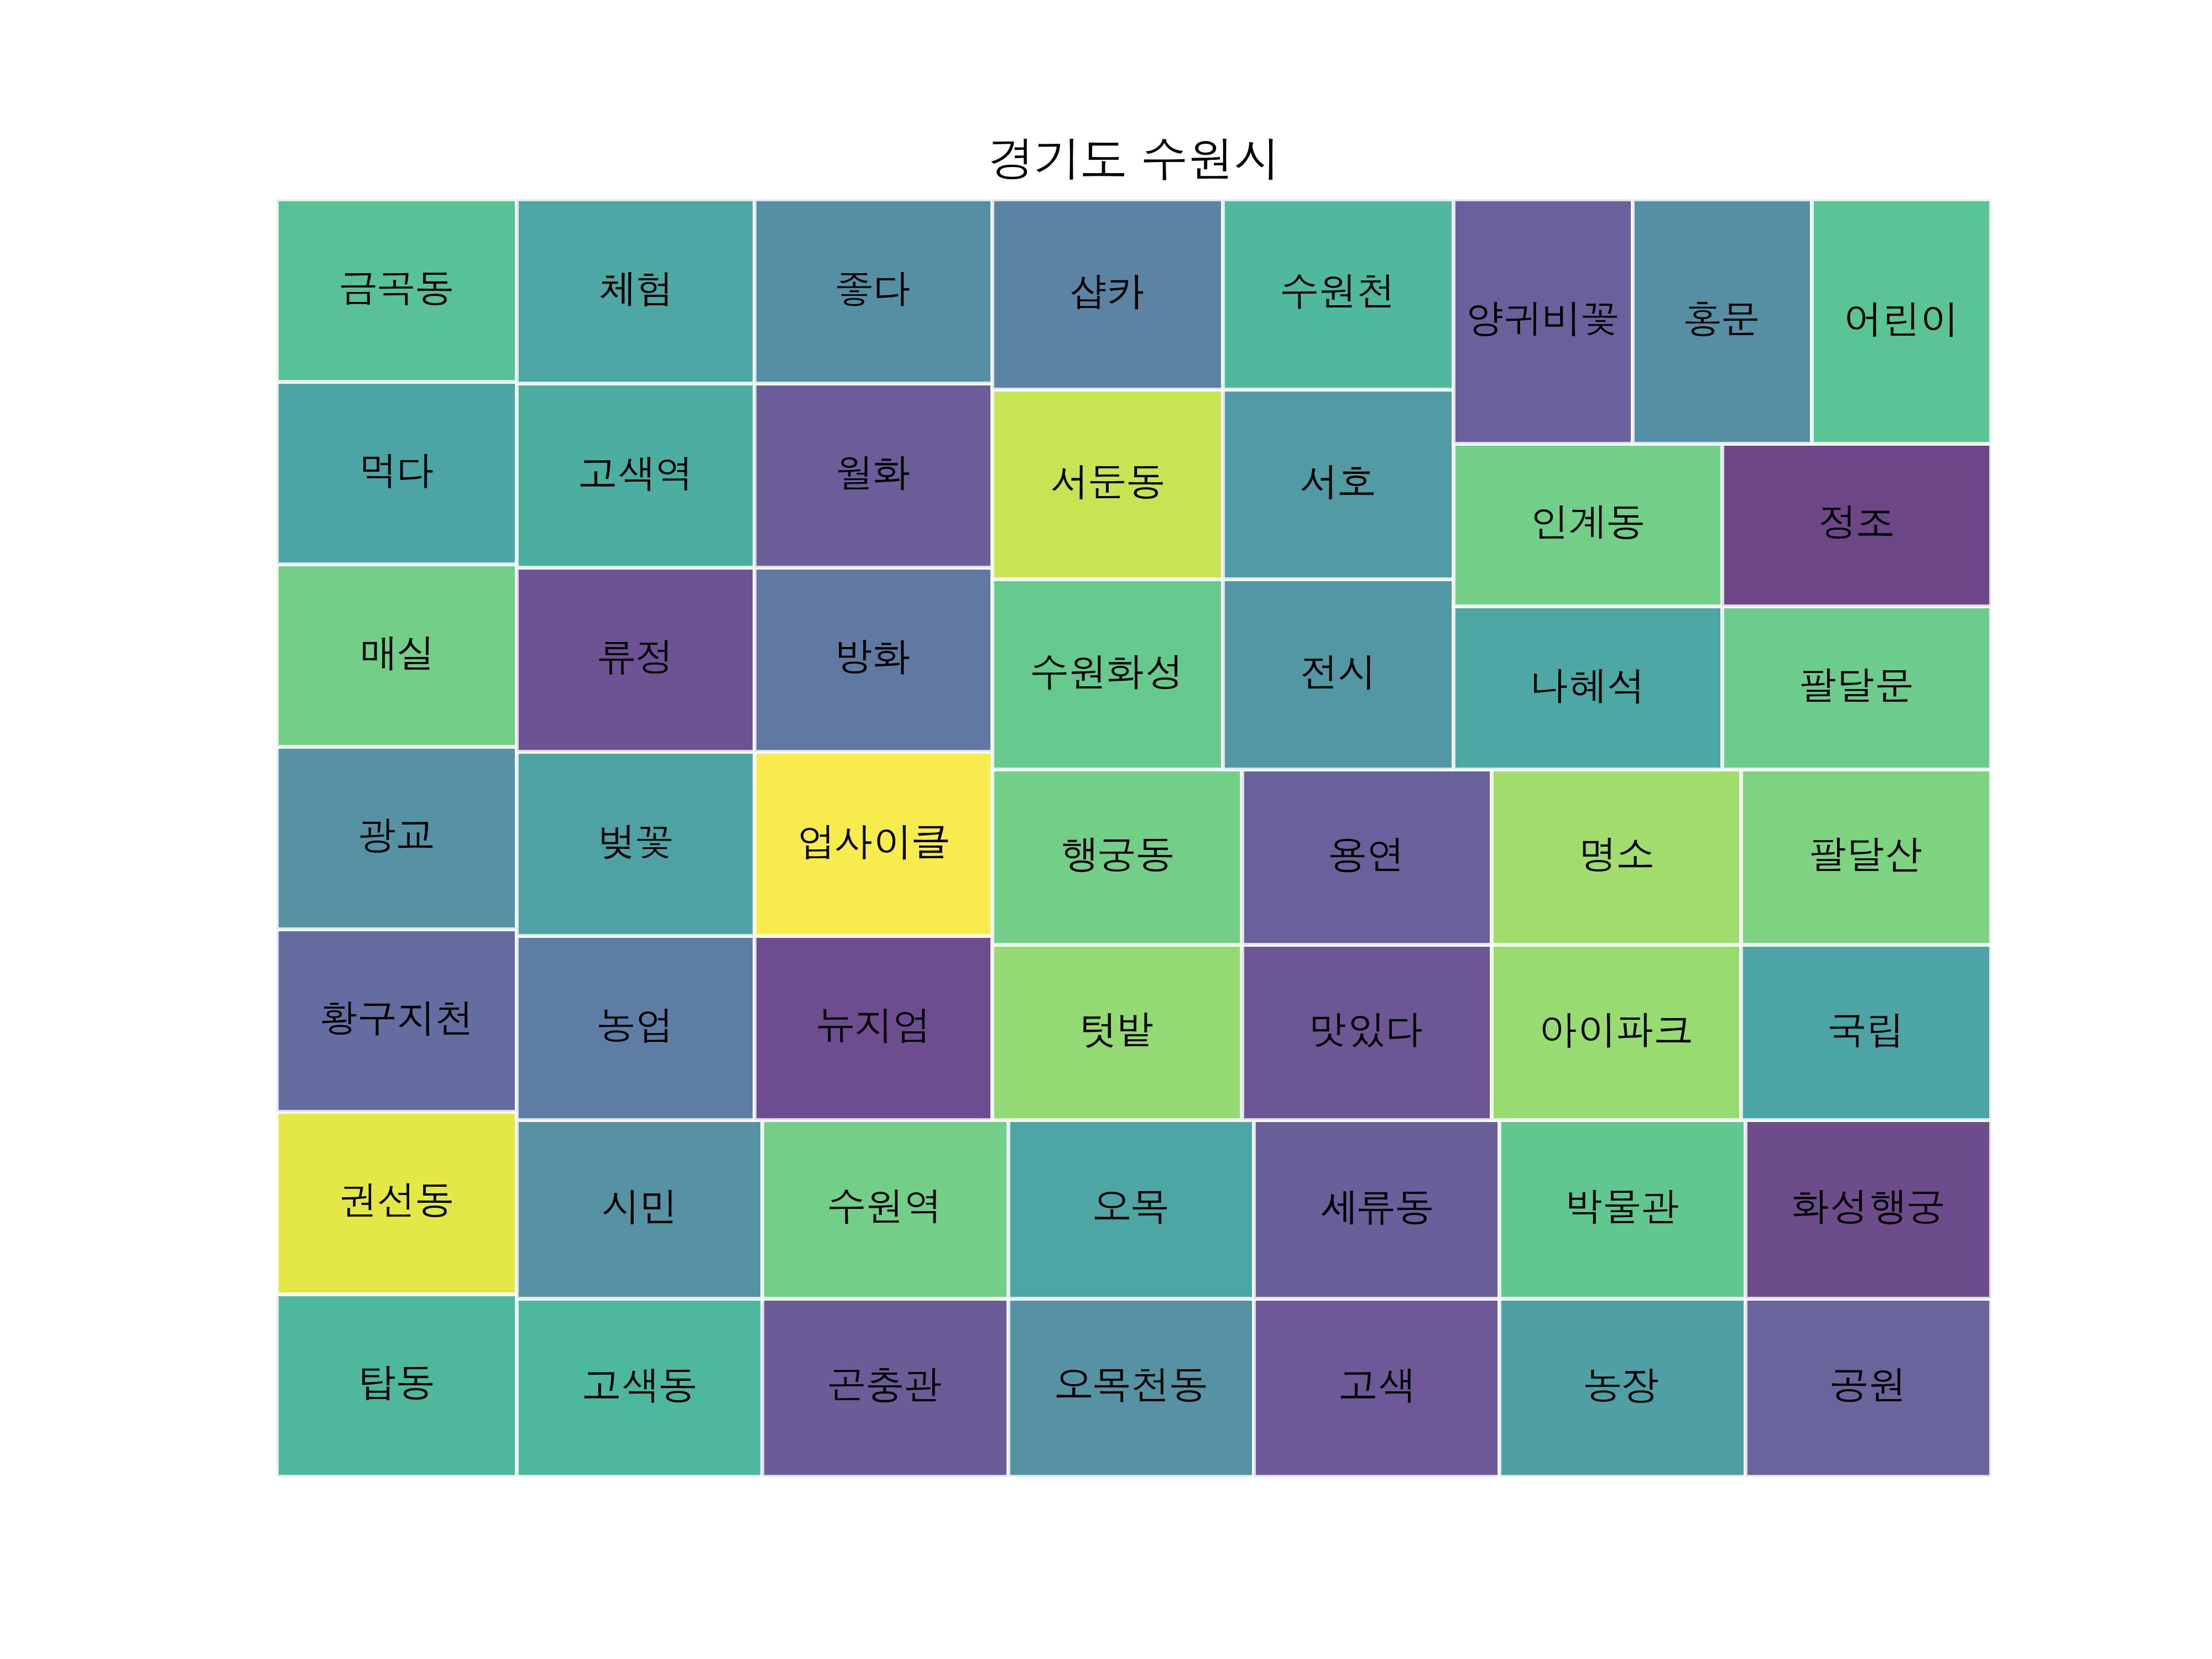 경기도 수원시
금곡동
체험
좋다
샵카
수원천
양귀비꽃
홍문
어린이
먹다
고색역
월화
서둔동
서호
인계동
정조
매실
류정
방화
수원화성
전시
나혜석
팔달문
광교
벚꽃
업사이클
행궁동
용연
명소
팔달산
황구지천
농업
뮤지엄
텃밭
맛있다
아이파크
국립
권선동
시민
수원역
오목
세류동
박물관
화성행궁
탑동
고색동
곤충관
오목천동
고색
농장
공원